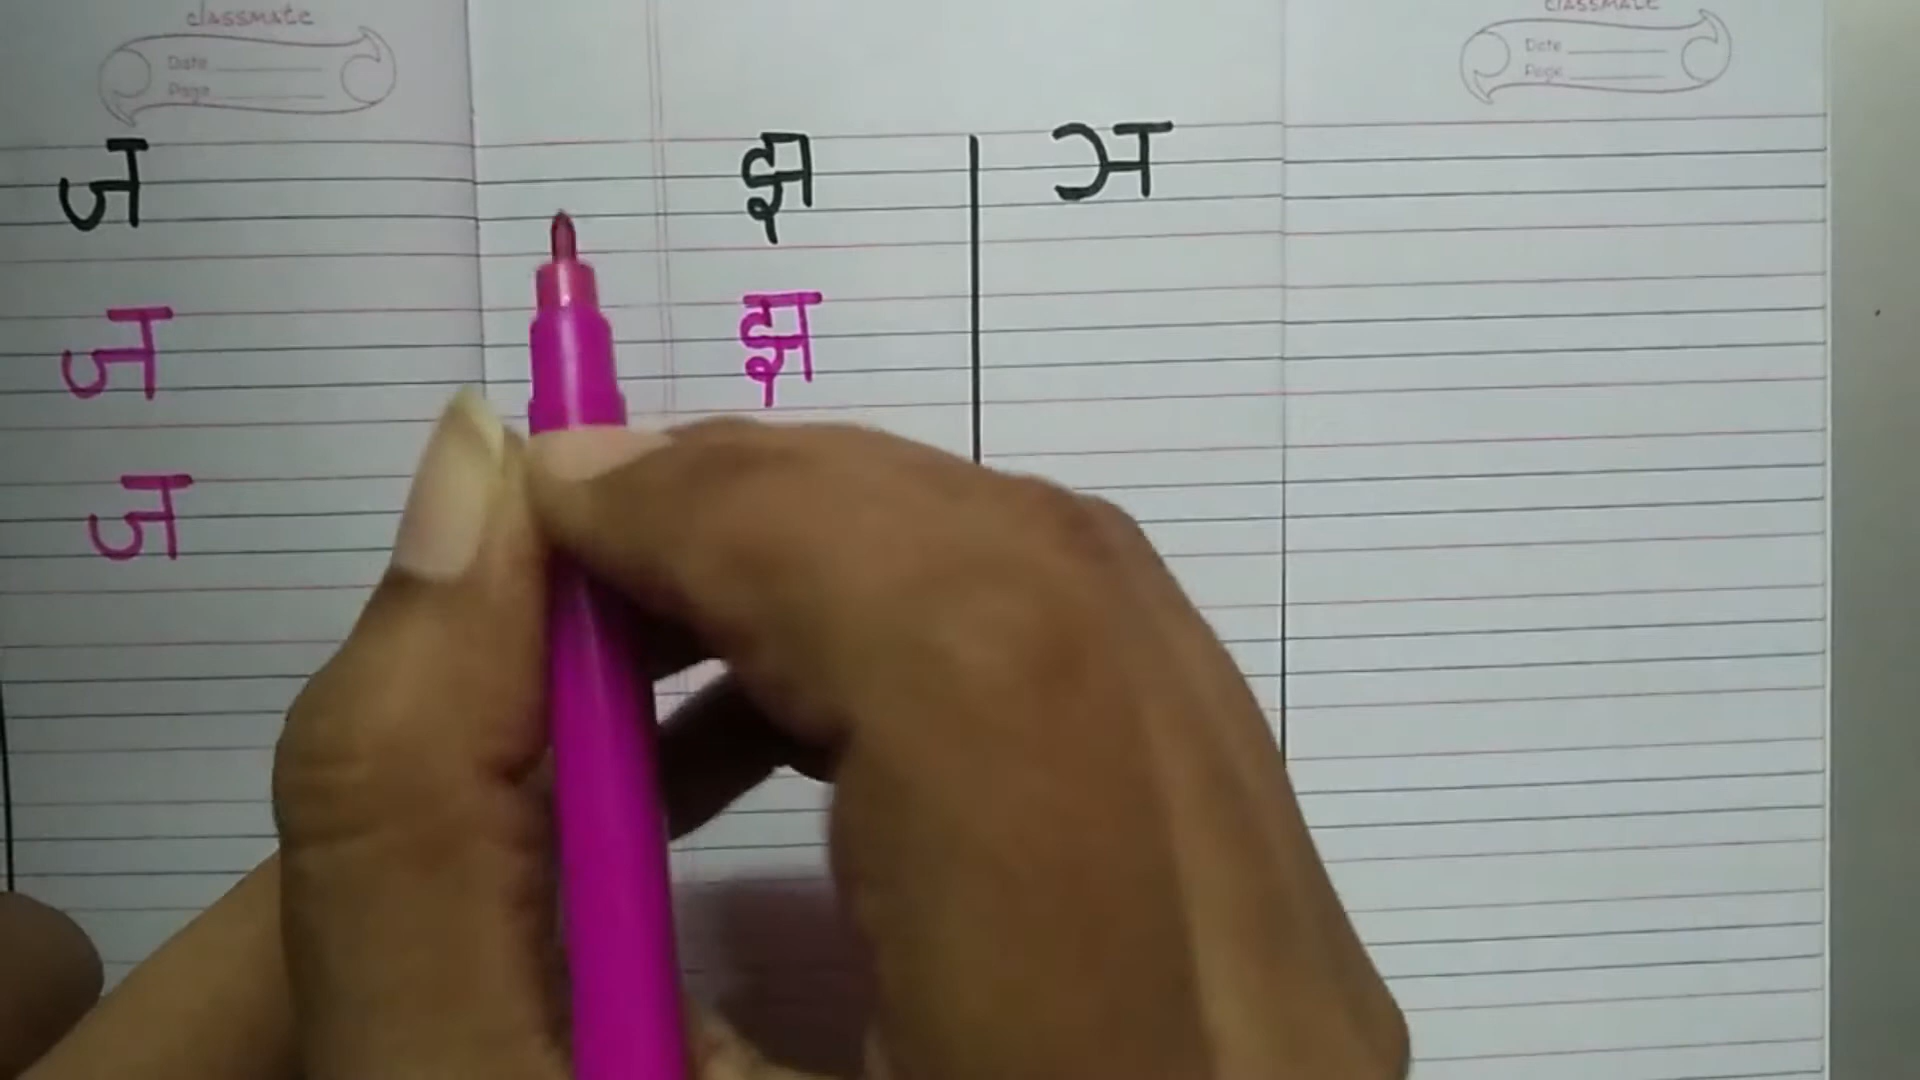 classmate
Date
Page
classmate
Date
Page
ज झ ञ
ज झ
ज